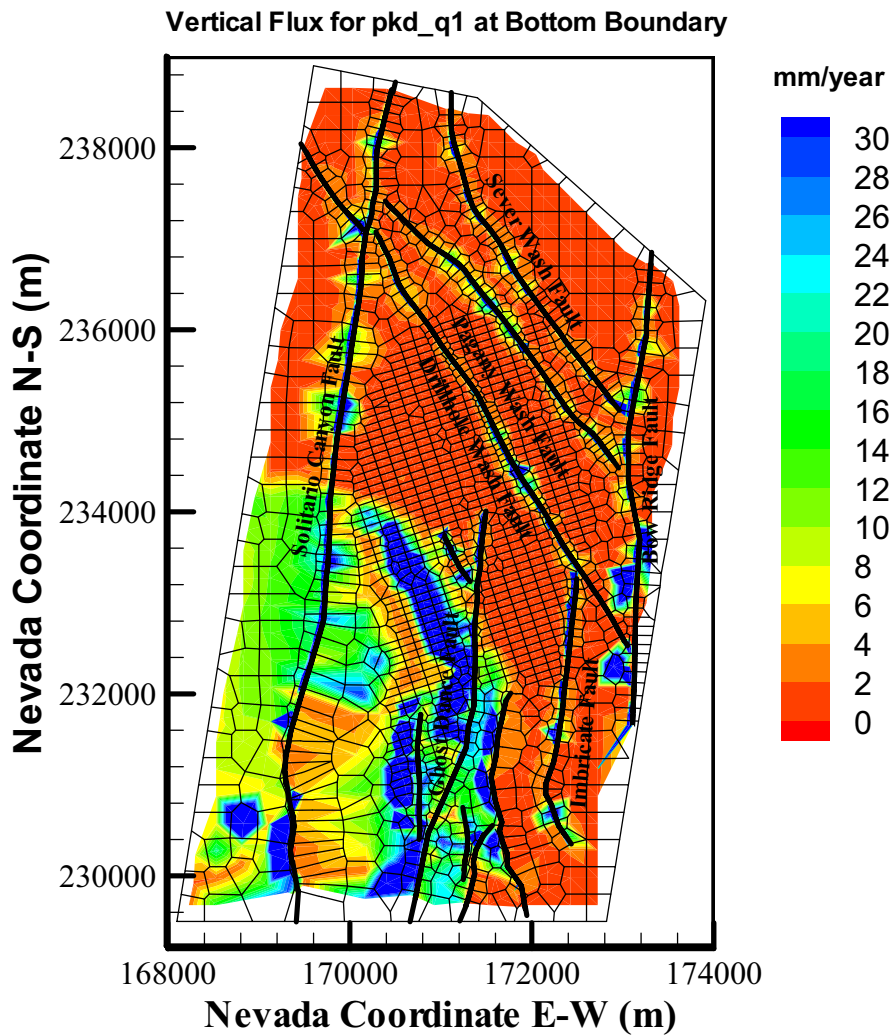 Vertical Flux for pkd_q1 at Bottom Boundary
mm/year
30
28
26
24
22
20
18
16
14
12
10
8
6
4
2
0
Nevada Coordinate N-S (m)
238000
236000
234000
232000
230000
Sever Wash Fault
Pagany Wash Fault
Drillhole Wash Fault
Solitario Canyon Fault
Bow Ridge Fault
Ghost Dance Fault
Imbricate Fault
168000
170000
172000
174000
Nevada Coordinate E-W (m)